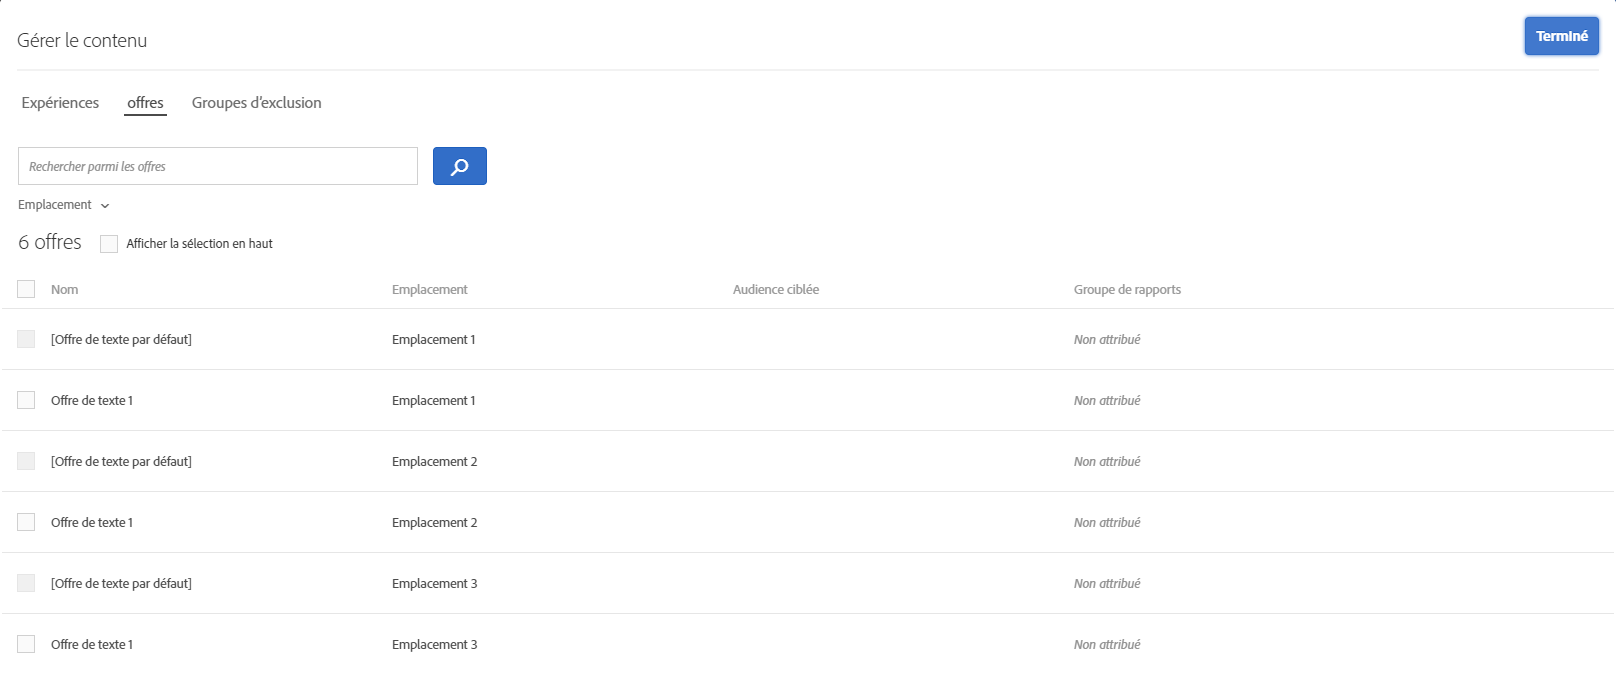 Gérer le contenu
Terminé
Expériences offres Groupes d'exclusion
Rechercher parmi les offres
Emplacement
6 offres Afficher la sélection en haut
Nom Emplacement Audience ciblée Groupe de rapports
[Offre de texte par défaut] Emplacement 1 Non attribué
Offre de texte 1 Emplacement 1 Non attribué
[Offre de texte par défaut] Emplacement 2 Non attribué
Offre de texte 1 Emplacement 2 Non attribué
[Offre de texte par défaut] Emplacement 3 Non attribué
Offre de texte 1 Emplacement 3 Non attribué